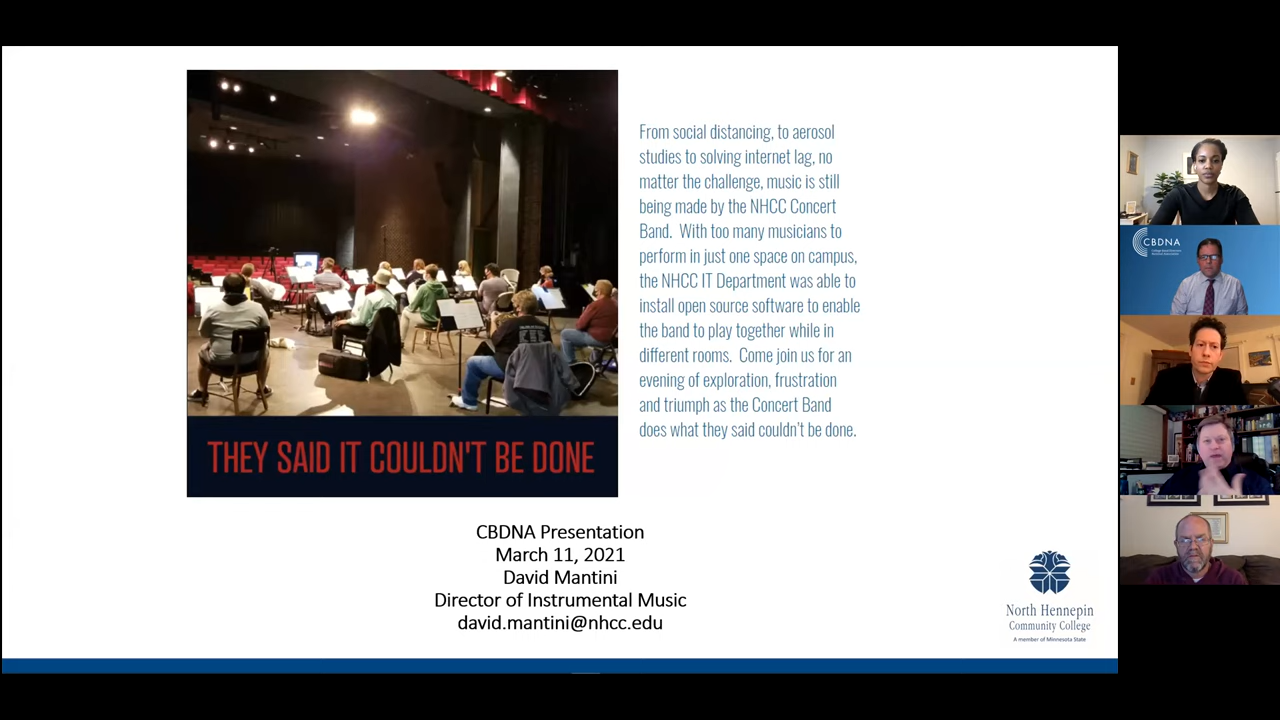 From social distancing, to aerosol
studies to solving internet lag, no
matter the challenge, music is still
being made by the NHCC Concert
Band. With too many musicians to
perform in just one space on campus,
the NHCC IT Department was able to
install open source software to enable
the band to play together while in
different rooms. Come join us for an
evening of exploration, frustration
and triumph as the Concert Band
does what they said couldn't be done.
THEY SAID IT COULDN'T BE DONE
CBDNA Presentation
March 11, 2021
David Mantini
Director of Instrumental Music
david.mantini@nhcc.edu
North Hennepin
Community College
A member of Minnesota State
CBDNA